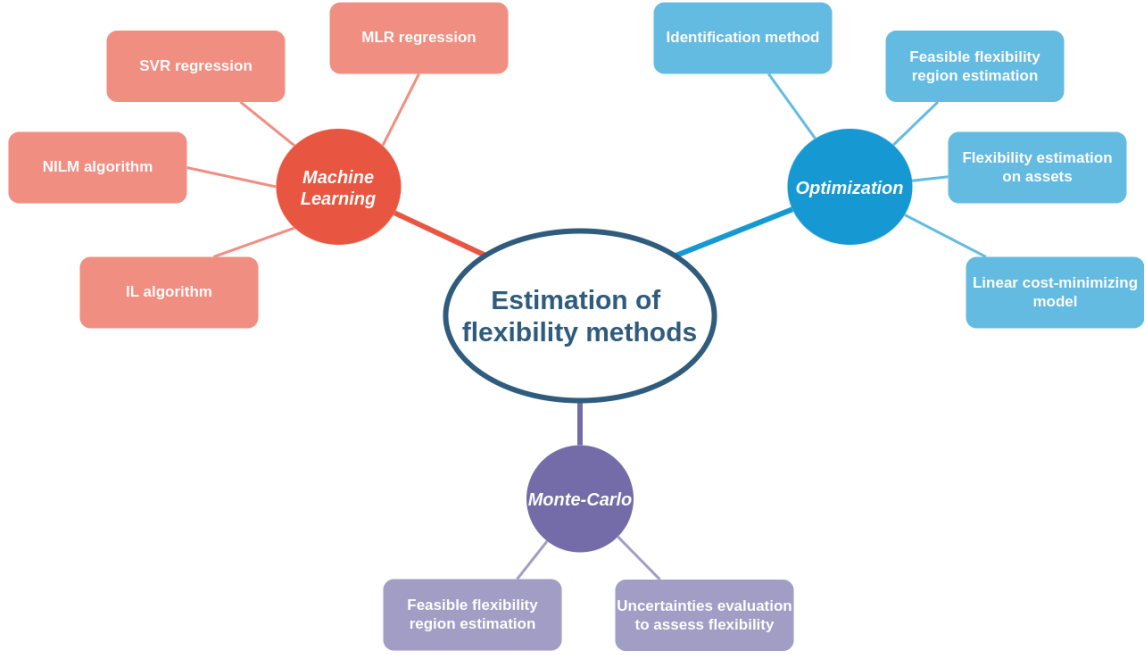 MLR regression
Identification method
SVR regression
Feasible flexibility
region estimation
NILM algorithm
Flexibility estimation
on assets
Machine
Learning
Optimization
IL algorithm
Linear cost-minimizing
model
Estimation of
flexibility methods
Monte-Carlo
Feasible flexibility
region estimation
Uncertainties evaluation
to assess flexibility